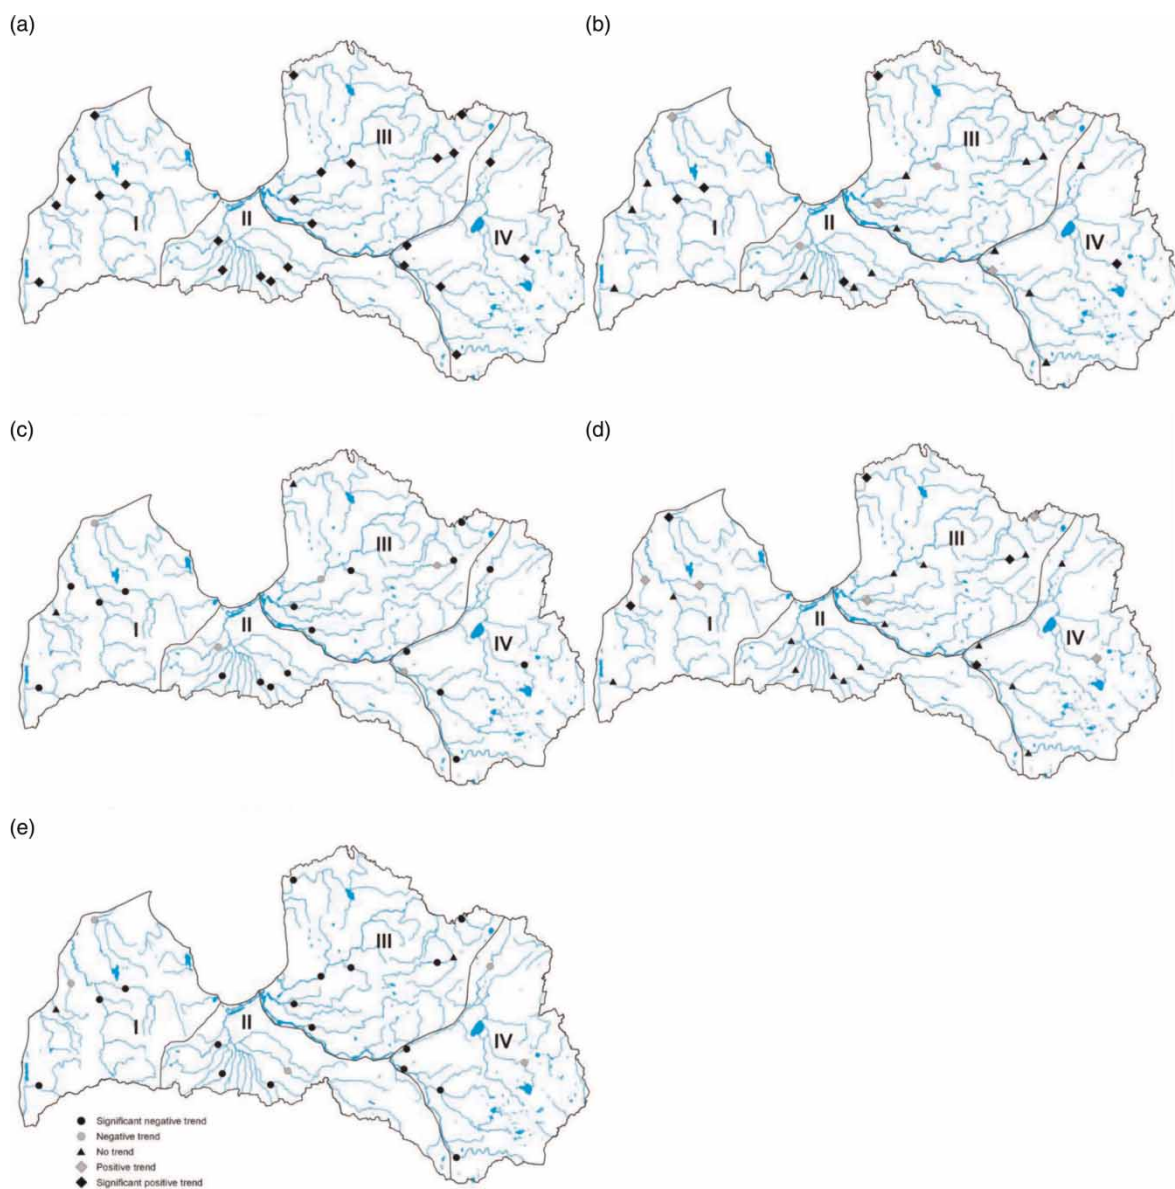 (a)
(b)
III
III
I
II
IV
I
II
IV
(c)
(d)
III
III
I
II
IV
I
II
IV
(e)
III
I
II
IV
Significant negative trend
Negative trend
No trend
Positive trend
Significant positive trend